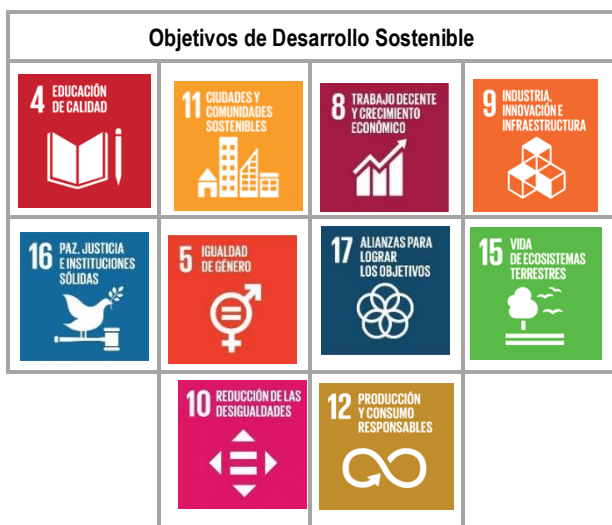 Objetivos de Desarrollo Sostenible
4 EDUCACIÓN
DE CALIDAD
11 CIUDADES Y
COMUNIDADES
SOSTENIBLES
8 TRABAJO DECENTE
Y CRECIMIENTO
ECONÓMICO
9 INDUSTRIA,
INNOVACIÓN E
INFRAESTRUCTURA
16 PAZ, JUSTICIA
E INSTITUCIONES
SÓLIDAS
5 IGUALDAD
DE GÉNERO
17 ALIANZAS PARA
LOGRAR
LOS OBJETIVOS
15 VIDA
DE ECOSISTEMAS
TERRESTRES
10 REDUCCIÓN DE LAS
DESIGUALDADES
12 PRODUCCIÓN
Y CONSUMO
RESPONSABLES